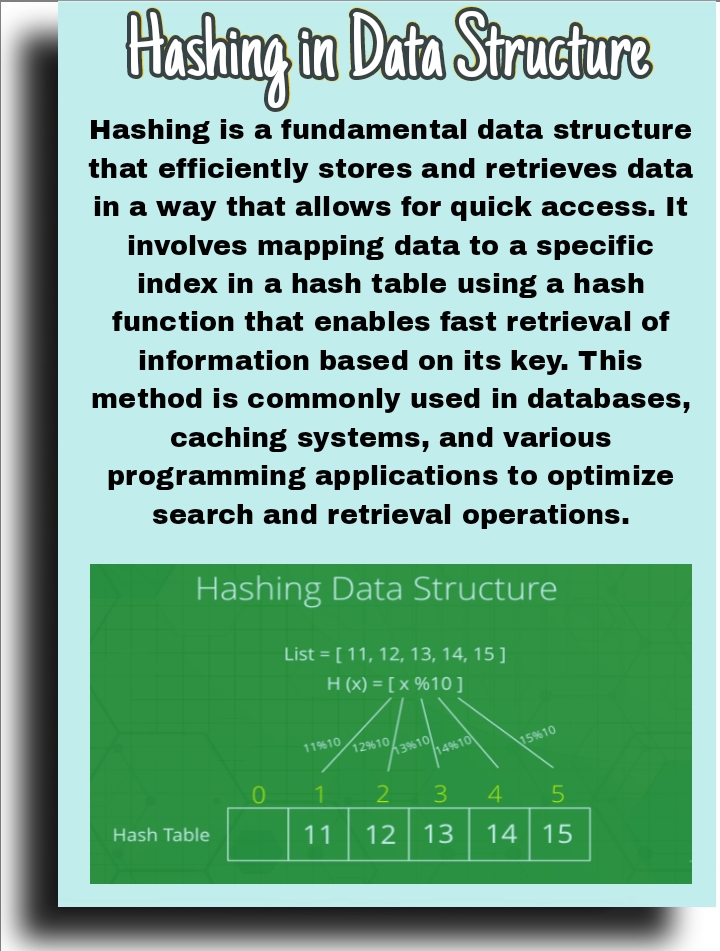 Hashing in Data Structure
Hashing is a fundamental data structure
that efficiently stores and retrieves data
in a way that allows for quick access. It
involves mapping data to a specific
index in a hash table using a hash
function that enables fast retrieval of
information based on its key. This
method is commonly used in databases,
caching systems, and various
programming applications to optimize
search and retrieval operations.
Hashing Data Structure
List = [ 11, 12, 13, 14, 15 ]
H (x) = [ x %10 ]
11%10 12%10 13%10 14%10 15%10
0 1 2 3 4 5
Hash Table 11 12 13 14 15